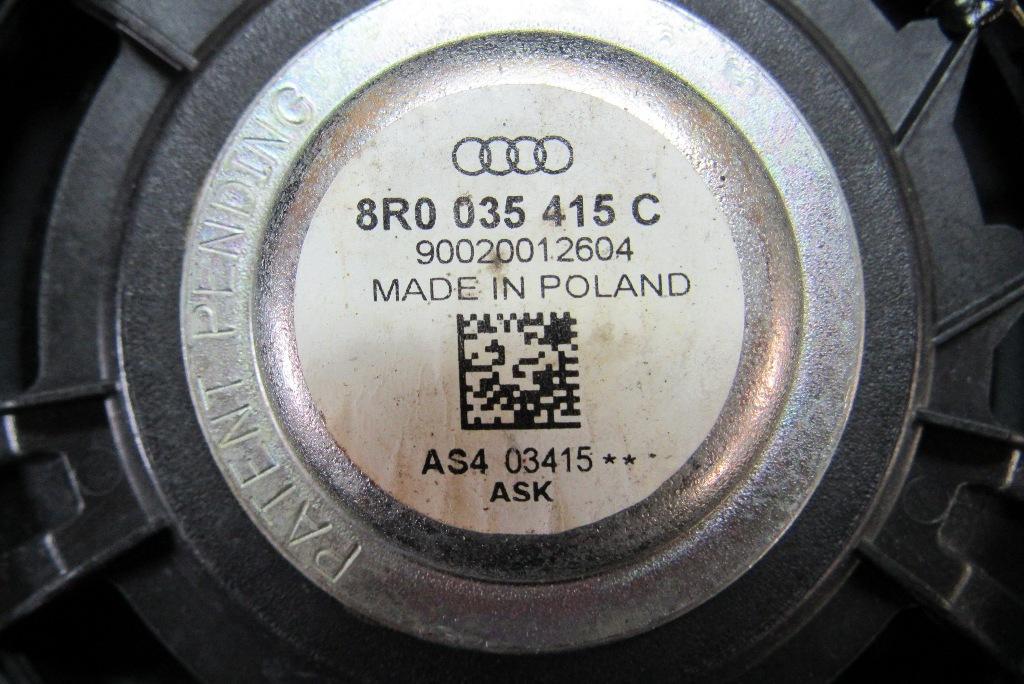 8R0 035 415 C
90020012604
MADE IN POLAND
AS4 03415**
ASK
PATENT PENDING